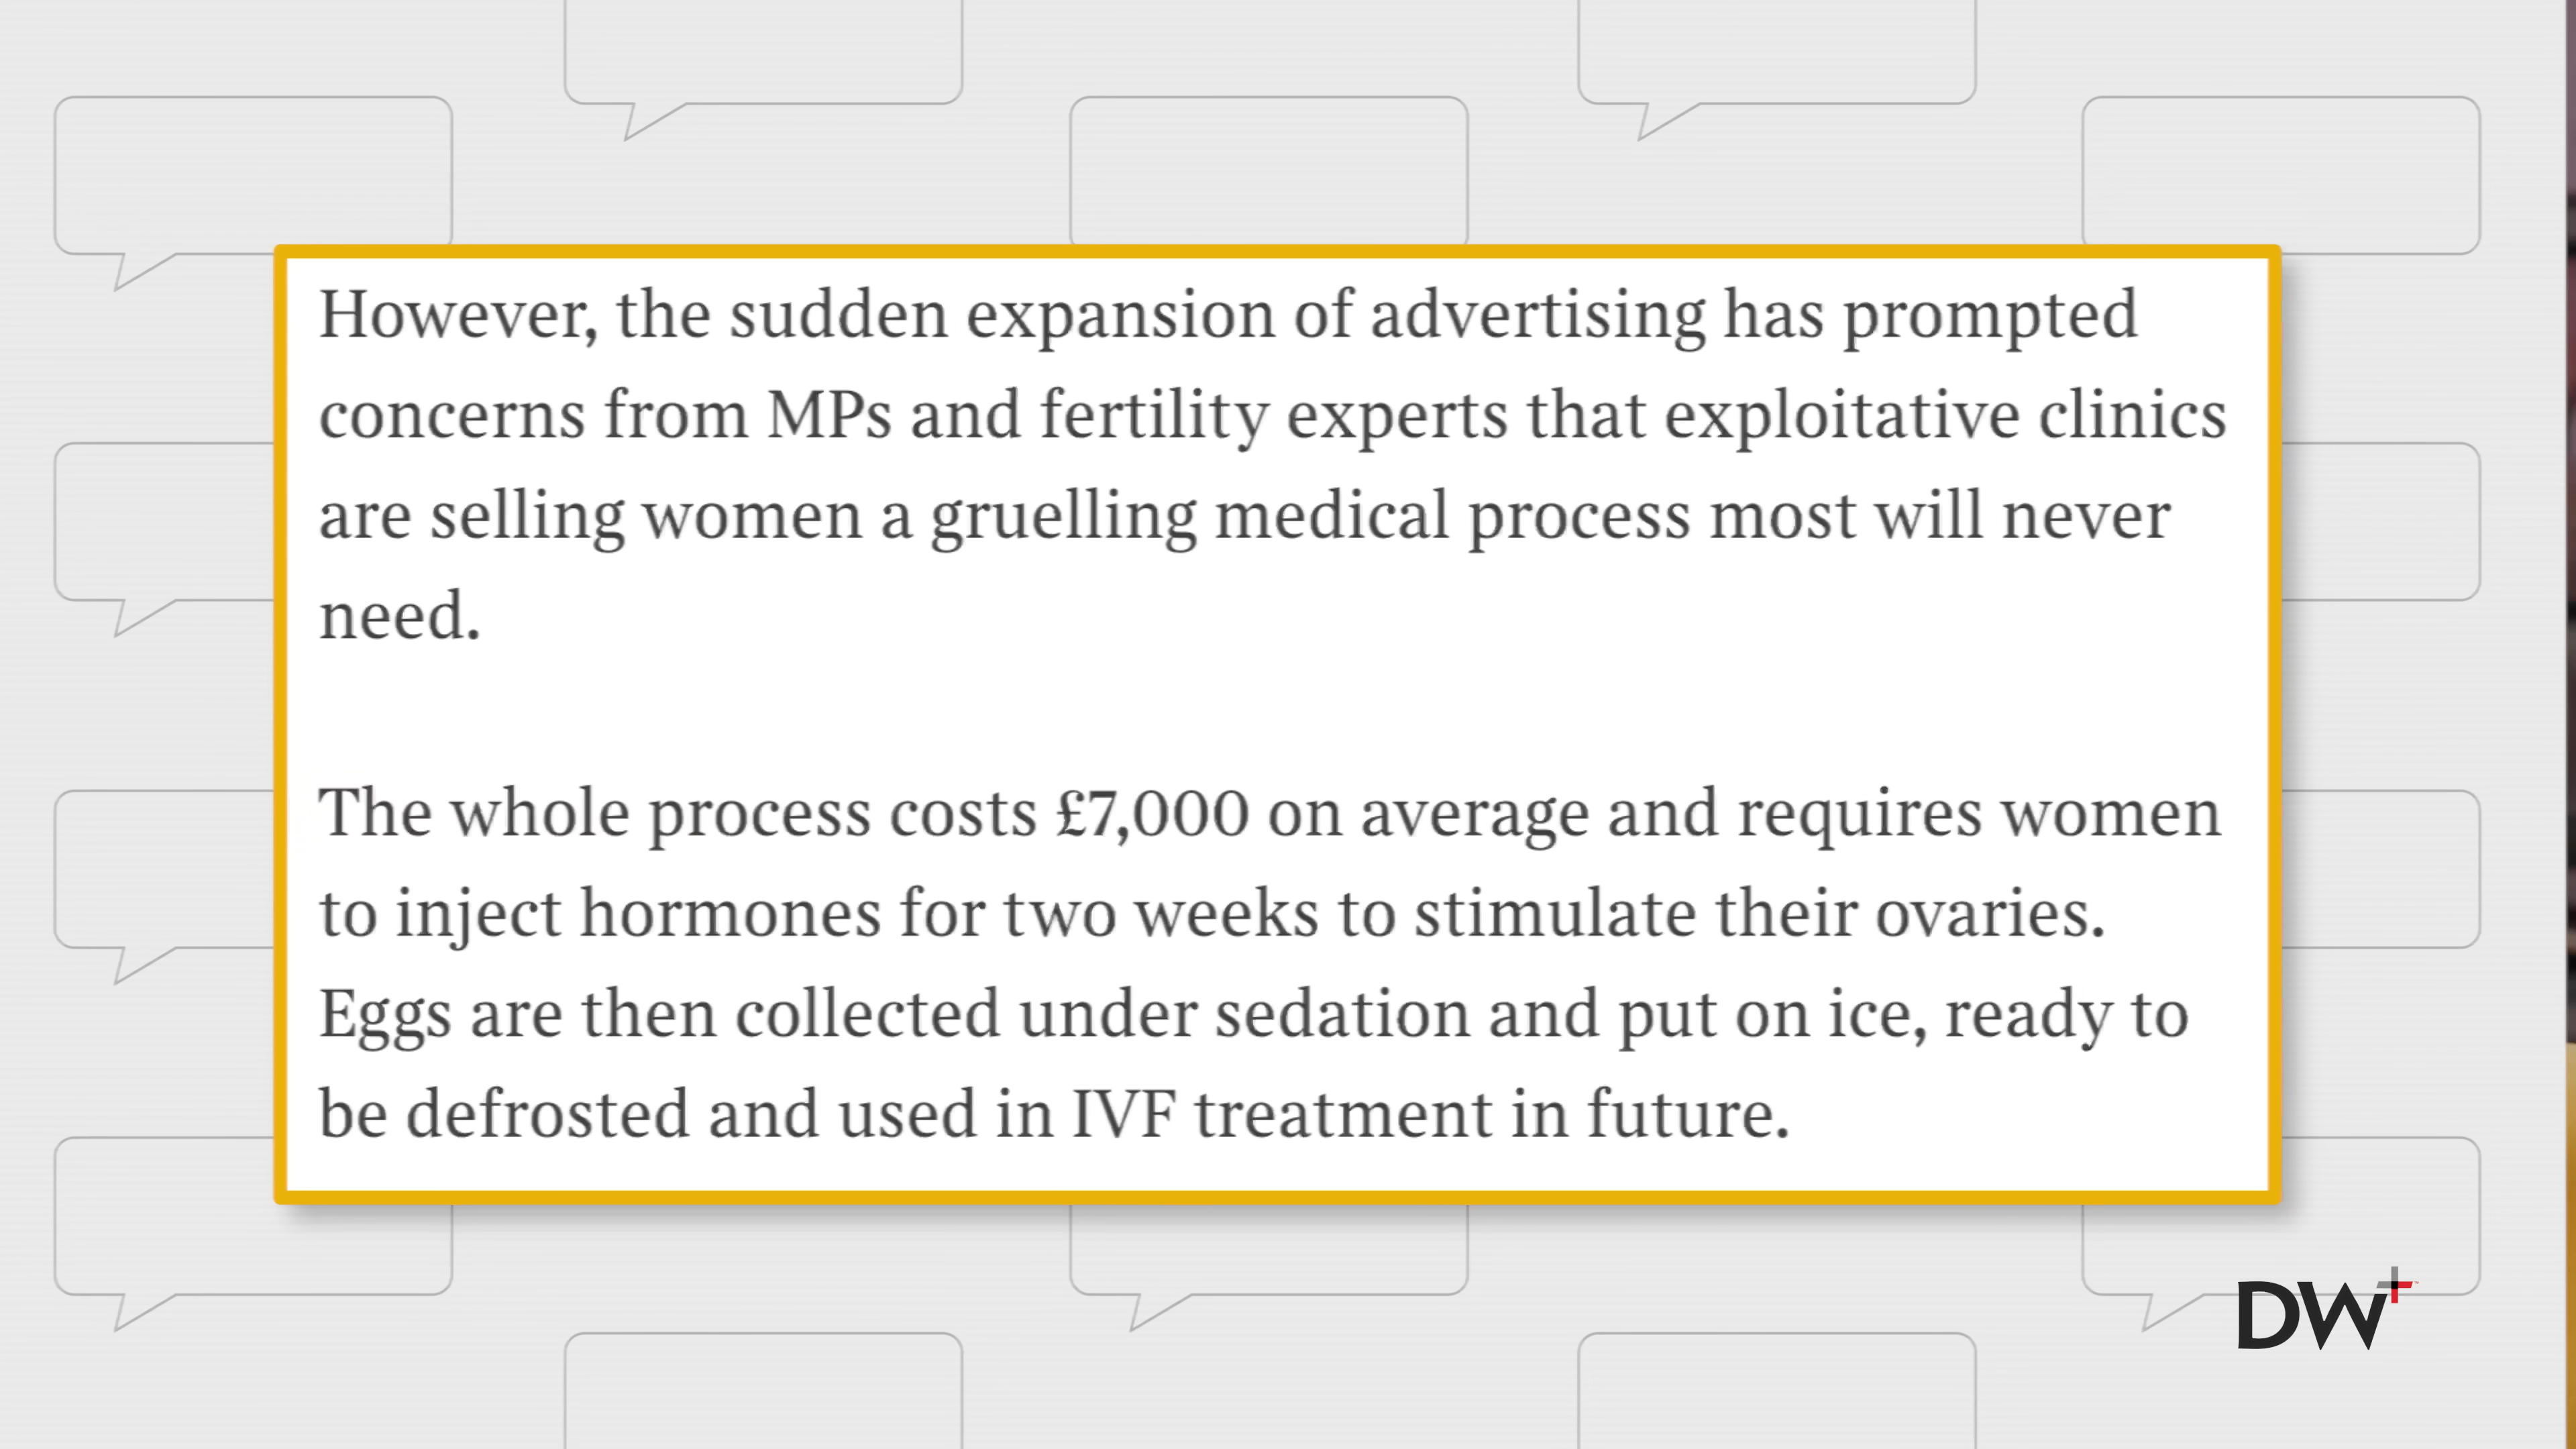 However, the sudden expansion of advertising has prompted
concerns from MPs and fertility experts that exploitative clinics
are selling women a gruelling medical process most will never
need.
The whole process costs £7,000 on average and requires women
to inject hormones for two weeks to stimulate their ovaries.
Eggs are then collected under sedation and put on ice, ready to
be defrosted and used in IVF treatment in future.
DW+